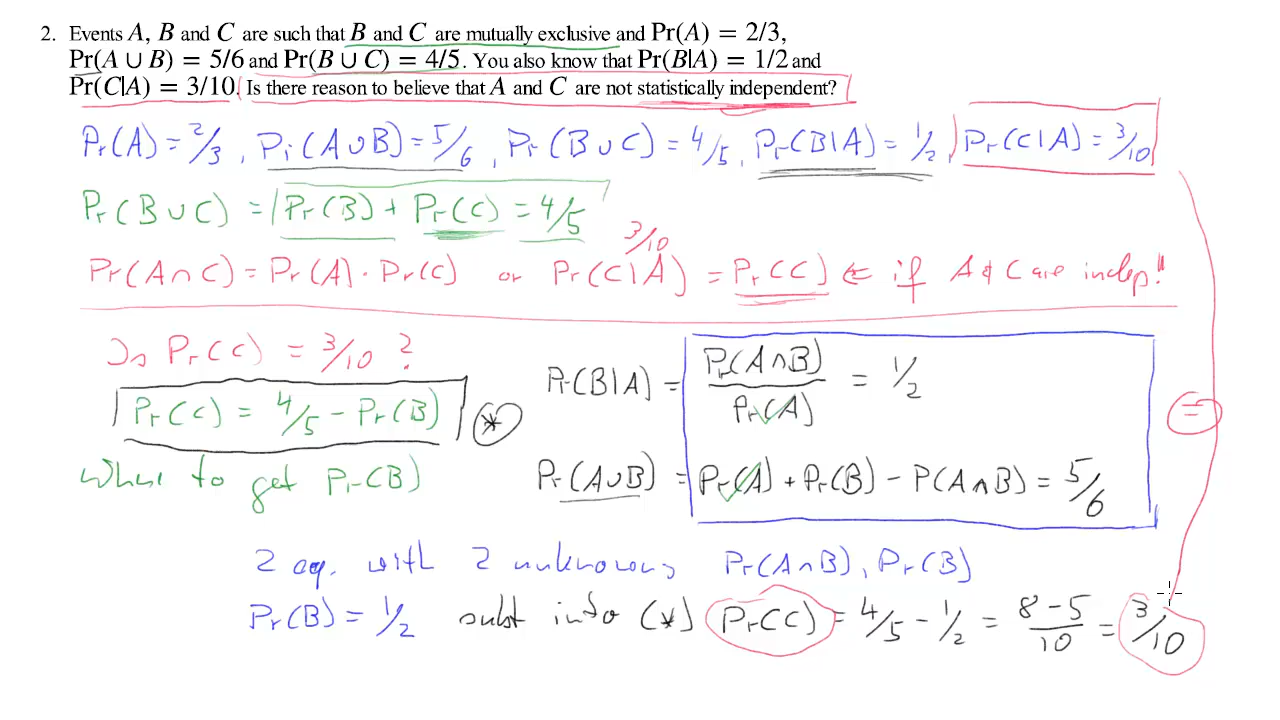 2. Events A, B and C are such that B and C are mutually exclusive and Pr(A) = 2/3,
Pr(A ∪ B) = 5/6 and Pr(B ∪ C) = 4/5. You also know that Pr(B|A) = 1/2 and
Pr(C|A) = 3/10. Is there reason to believe that A and C are not statistically independent?
Pr(A) = 2/3, Pr(A∪B) = 5/6, Pr(B∪C) = 4/5, Pr(B|A) = 1/2, Pr(C|A) = 3/10
Pr(B∪C) = Pr(B) + Pr(C) = 4/5
3/10
Pr(A∩C) = Pr(A) · Pr(C) or Pr(C|A) = Pr(C) ← if A & C are indep!!
Is Pr(C) = 3/10 ?
Pr(B|A) = Pr(A∩B)/Pr(A) = 1/2
Pr(C) = 4/5 − Pr(B) (*)
=
Where to get Pr(B)
Pr(A∪B) = Pr(A) + Pr(B) − P(A∩B) = 5/6
2 eq. with 2 unknowns Pr(A∩B), Pr(B)
Pr(B) = 1/2 subst into (*) Pr(C) = 4/5 − 1/2 = 8−5/10 = 3/10